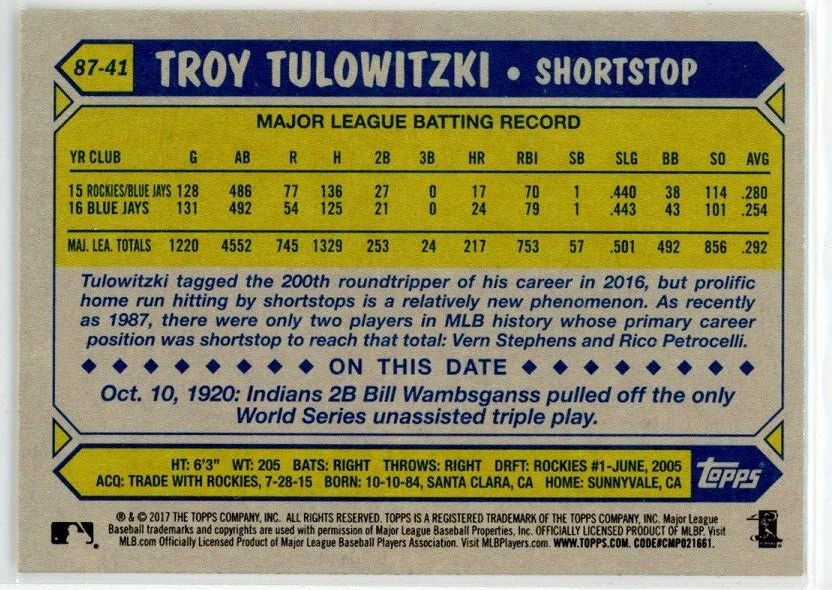 87-41 TROY TULOWITZKI • SHORTSTOP
MAJOR LEAGUE BATTING RECORD
YR CLUB G AB R H 2B 3B HR RBI SB SLG BB SO AVG
15 ROCKIES/BLUE JAYS 128 486 77 136 27 0 17 70 1 .440 38 114 .280
16 BLUE JAYS 131 492 54 125 21 0 24 79 1 .443 43 101 .254
MAJ. LEA. TOTALS 1220 4552 745 1329 253 24 217 753 57 .501 492 856 .292
Tulowitzki tagged the 200th roundtripper of his career in 2016, but prolific
home run hitting by shortstops is a relatively new phenomenon. As recently
as 1987, there were only two players in MLB history whose primary career
position was shortstop to reach that total: Vern Stephens and Rico Petrocelli.
ON THIS DATE
Oct. 10, 1920: Indians 2B Bill Wambsganss pulled off the only
World Series unassisted triple play.
HT: 6'3" WT: 205 BATS: RIGHT THROWS: RIGHT DRFT: ROCKIES #1-JUNE, 2005
ACQ: TRADE WITH ROCKIES, 7-28-15 BORN: 10-10-84, SANTA CLARA, CA HOME: SUNNYVALE, CA
topps
® & © 2017 THE TOPPS COMPANY, INC. ALL RIGHTS RESERVED. TOPPS IS A REGISTERED TRADEMARK OF THE TOPPS COMPANY, INC. Major League
Baseball trademarks and copyrights are used with permission of Major League Baseball Properties, Inc. OFFICIALLY LICENSED PRODUCT OF MLBP. Visit
MLB.com Officially Licensed Product of Major League Baseball Players Association. Visit MLBPlayers.com. WWW.TOPPS.COM. CODE#CMP021661.